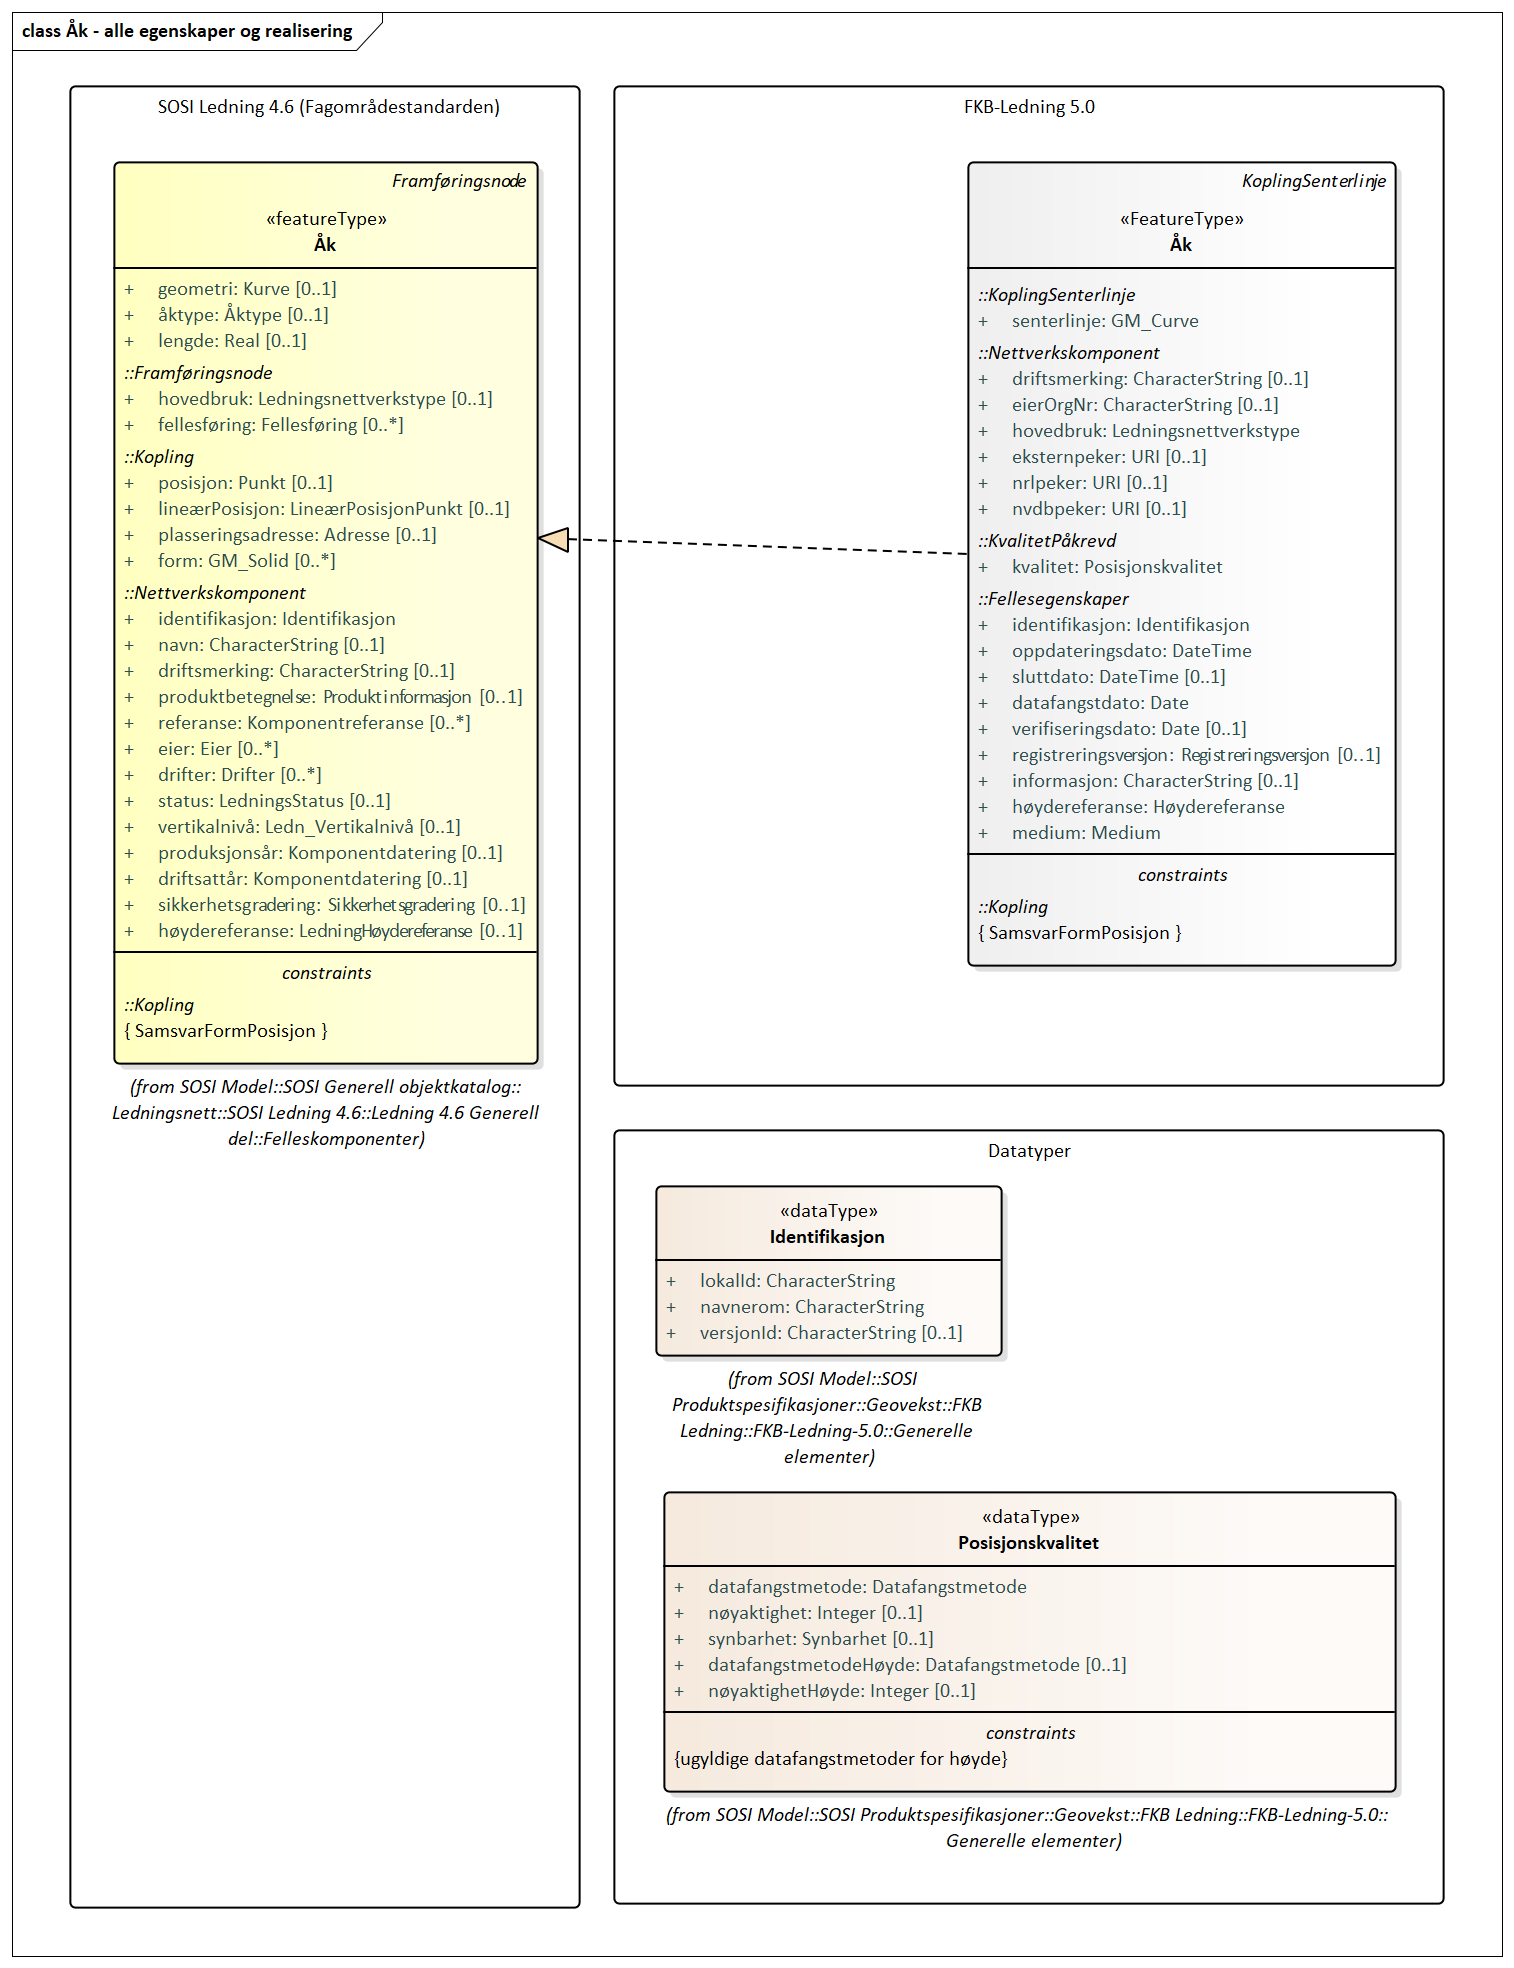 class Åk - alle egenskaper og realisering
SOSI Ledning 4.6 (Fagområdestandarden)
Framføringsnode
«featureType»
Åk
+ geometri: Kurve [0..1]
+ åktype: Åktype [0..1]
+ lengde: Real [0..1]
::Framføringsnode
+ hovedbruk: Ledningsnettverkstype [0..1]
+ fellesføring: Fellesføring [0..*]
::Kopling
+ posisjon: Punkt [0..1]
+ lineærPosisjon: LineærPosisjonPunkt [0..1]
+ plasseringsadresse: Adresse [0..1]
+ form: GM_Solid [0..*]
::Nettverkskomponent
+ identifikasjon: Identifikasjon
+ navn: CharacterString [0..1]
+ driftsmerking: CharacterString [0..1]
+ produktbetegnelse: Produktinformasjon [0..1]
+ referanse: Komponentreferanse [0..*]
+ eier: Eier [0..*]
+ drifter: Drifter [0..*]
+ status: LedningsStatus [0..1]
+ vertikalnivå: Ledn_Vertikalnivå [0..1]
+ produksjonsår: Komponentdatering [0..1]
+ driftsattår: Komponentdatering [0..1]
+ sikkerhetsgradering: Sikkerhetsgradering [0..1]
+ høydereferanse: LedningHøydereferanse [0..1]
constraints
::Kopling
{ SamsvarFormPosisjon }
(from SOSI Model::SOSI Generell objektkatalog::
Ledningsnett::SOSI Ledning 4.6::Ledning 4.6 Generell
del::Felleskomponenter)
FKB-Ledning 5.0
KoplingSenterlinje
«FeatureType»
Åk
::KoplingSenterlinje
+ senterlinje: GM_Curve
::Nettverkskomponent
+ driftsmerking: CharacterString [0..1]
+ eierOrgNr: CharacterString [0..1]
+ hovedbruk: Ledningsnettverkstype
+ eksternpeker: URI [0..1]
+ nrlpeker: URI [0..1]
+ nvdbpeker: URI [0..1]
::KvalitetPåkrevd
+ kvalitet: Posisjonskvalitet
::Fellesegenskaper
+ identifikasjon: Identifikasjon
+ oppdateringsdato: DateTime
+ sluttdato: DateTime [0..1]
+ datafangstdato: Date
+ verifiseringsdato: Date [0..1]
+ registreringsversjon: Registreringsversjon [0..1]
+ informasjon: CharacterString [0..1]
+ høydereferanse: Høydereferanse
+ medium: Medium
constraints
::Kopling
{ SamsvarFormPosisjon }
Datatyper
«dataType»
Identifikasjon
+ lokalId: CharacterString
+ navnerom: CharacterString
+ versjonId: CharacterString [0..1]
(from SOSI Model::SOSI
Produktspesifikasjoner::Geovekst::FKB
Ledning::FKB-Ledning-5.0::Generelle
elementer)
«dataType»
Posisjonskvalitet
+ datafangstmetode: Datafangstmetode
+ nøyaktighet: Integer [0..1]
+ synbarhet: Synbarhet [0..1]
+ datafangstmetodeHøyde: Datafangstmetode [0..1]
+ nøyaktighetHøyde: Integer [0..1]
constraints
{ugyldige datafangstmetoder for høyde}
(from SOSI Model::SOSI Produktspesifikasjoner::Geovekst::FKB Ledning::FKB-Ledning-5.0::
Generelle elementer)